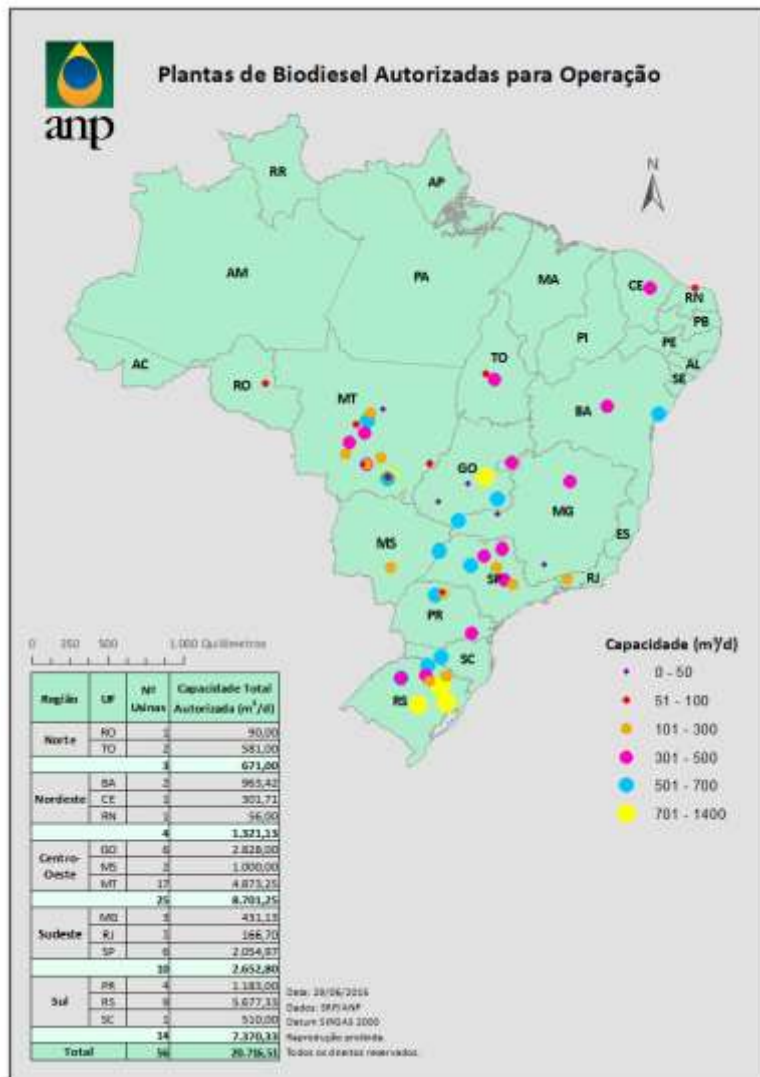 anp
Plantas de Biodiesel Autorizadas para Operação
N
RR
AP
AM
PA
MA
CE
RN
PB
PI
PE
AL
SE
AC
RO
TO
MT
BA
GO
MG
ES
MS
SP
RJ
PR
SC
RS
0 250 500 1.000 Quilômetros
Capacidade (m³/d)
0 - 50
51 - 100
101 - 300
301 - 500
501 - 700
701 - 1400
Região UF Nº Usinas Capacidade Total Autorizada (m³/d)
Norte RO 1 90,00
TO 2 581,00
3 671,00
Nordeste BA 2 963,42
CE 1 301,71
RN 1 56,00
4 1.321,13
Centro-Oeste GO 6 2.828,00
MS 2 1.000,00
MT 17 4.873,25
25 8.701,25
Sudeste MG 3 431,13
RJ 1 166,70
SP 6 2.054,97
10 2.652,80
Sul PR 4 1.183,00
RS 9 5.677,33
SC 1 510,00
14 7.370,33
Total 56 20.716,51
Data:
Dados: SRP/ANP
Datum SIRGAS 2000
Reprodução proibida.
Todos os direitos reservados.